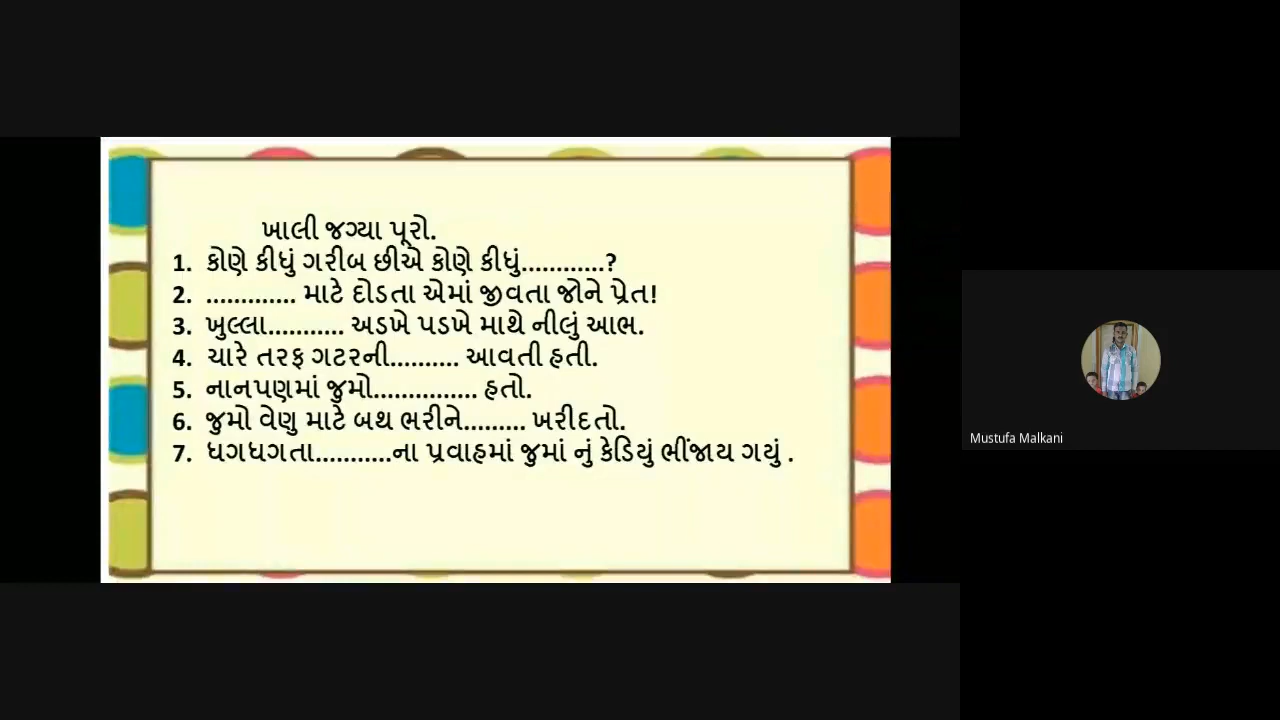 ખાલી જગ્યા પૂરો.
1. કોણે કીધું ગરીબ છીએ કોણે કીધું............?
2. ............. માટે દોડતા એમાં જીવતા જોને પ્રેત!
3. ખુલ્લા........... અડખે પડખે માથે નીલું આભ.
4. ચારે તરફ ગટરની.......... આવતી હતી.
5. નાનપણમાં જુમો............... હતો.
6. જુમો વેણુ માટે બથ ભરીને......... ખરીદતો.
7. ધગધગતા...........ના પ્રવાહમાં જુમાં નું કેડિયું ભીંજાય ગયું .
Mustufa Malkani